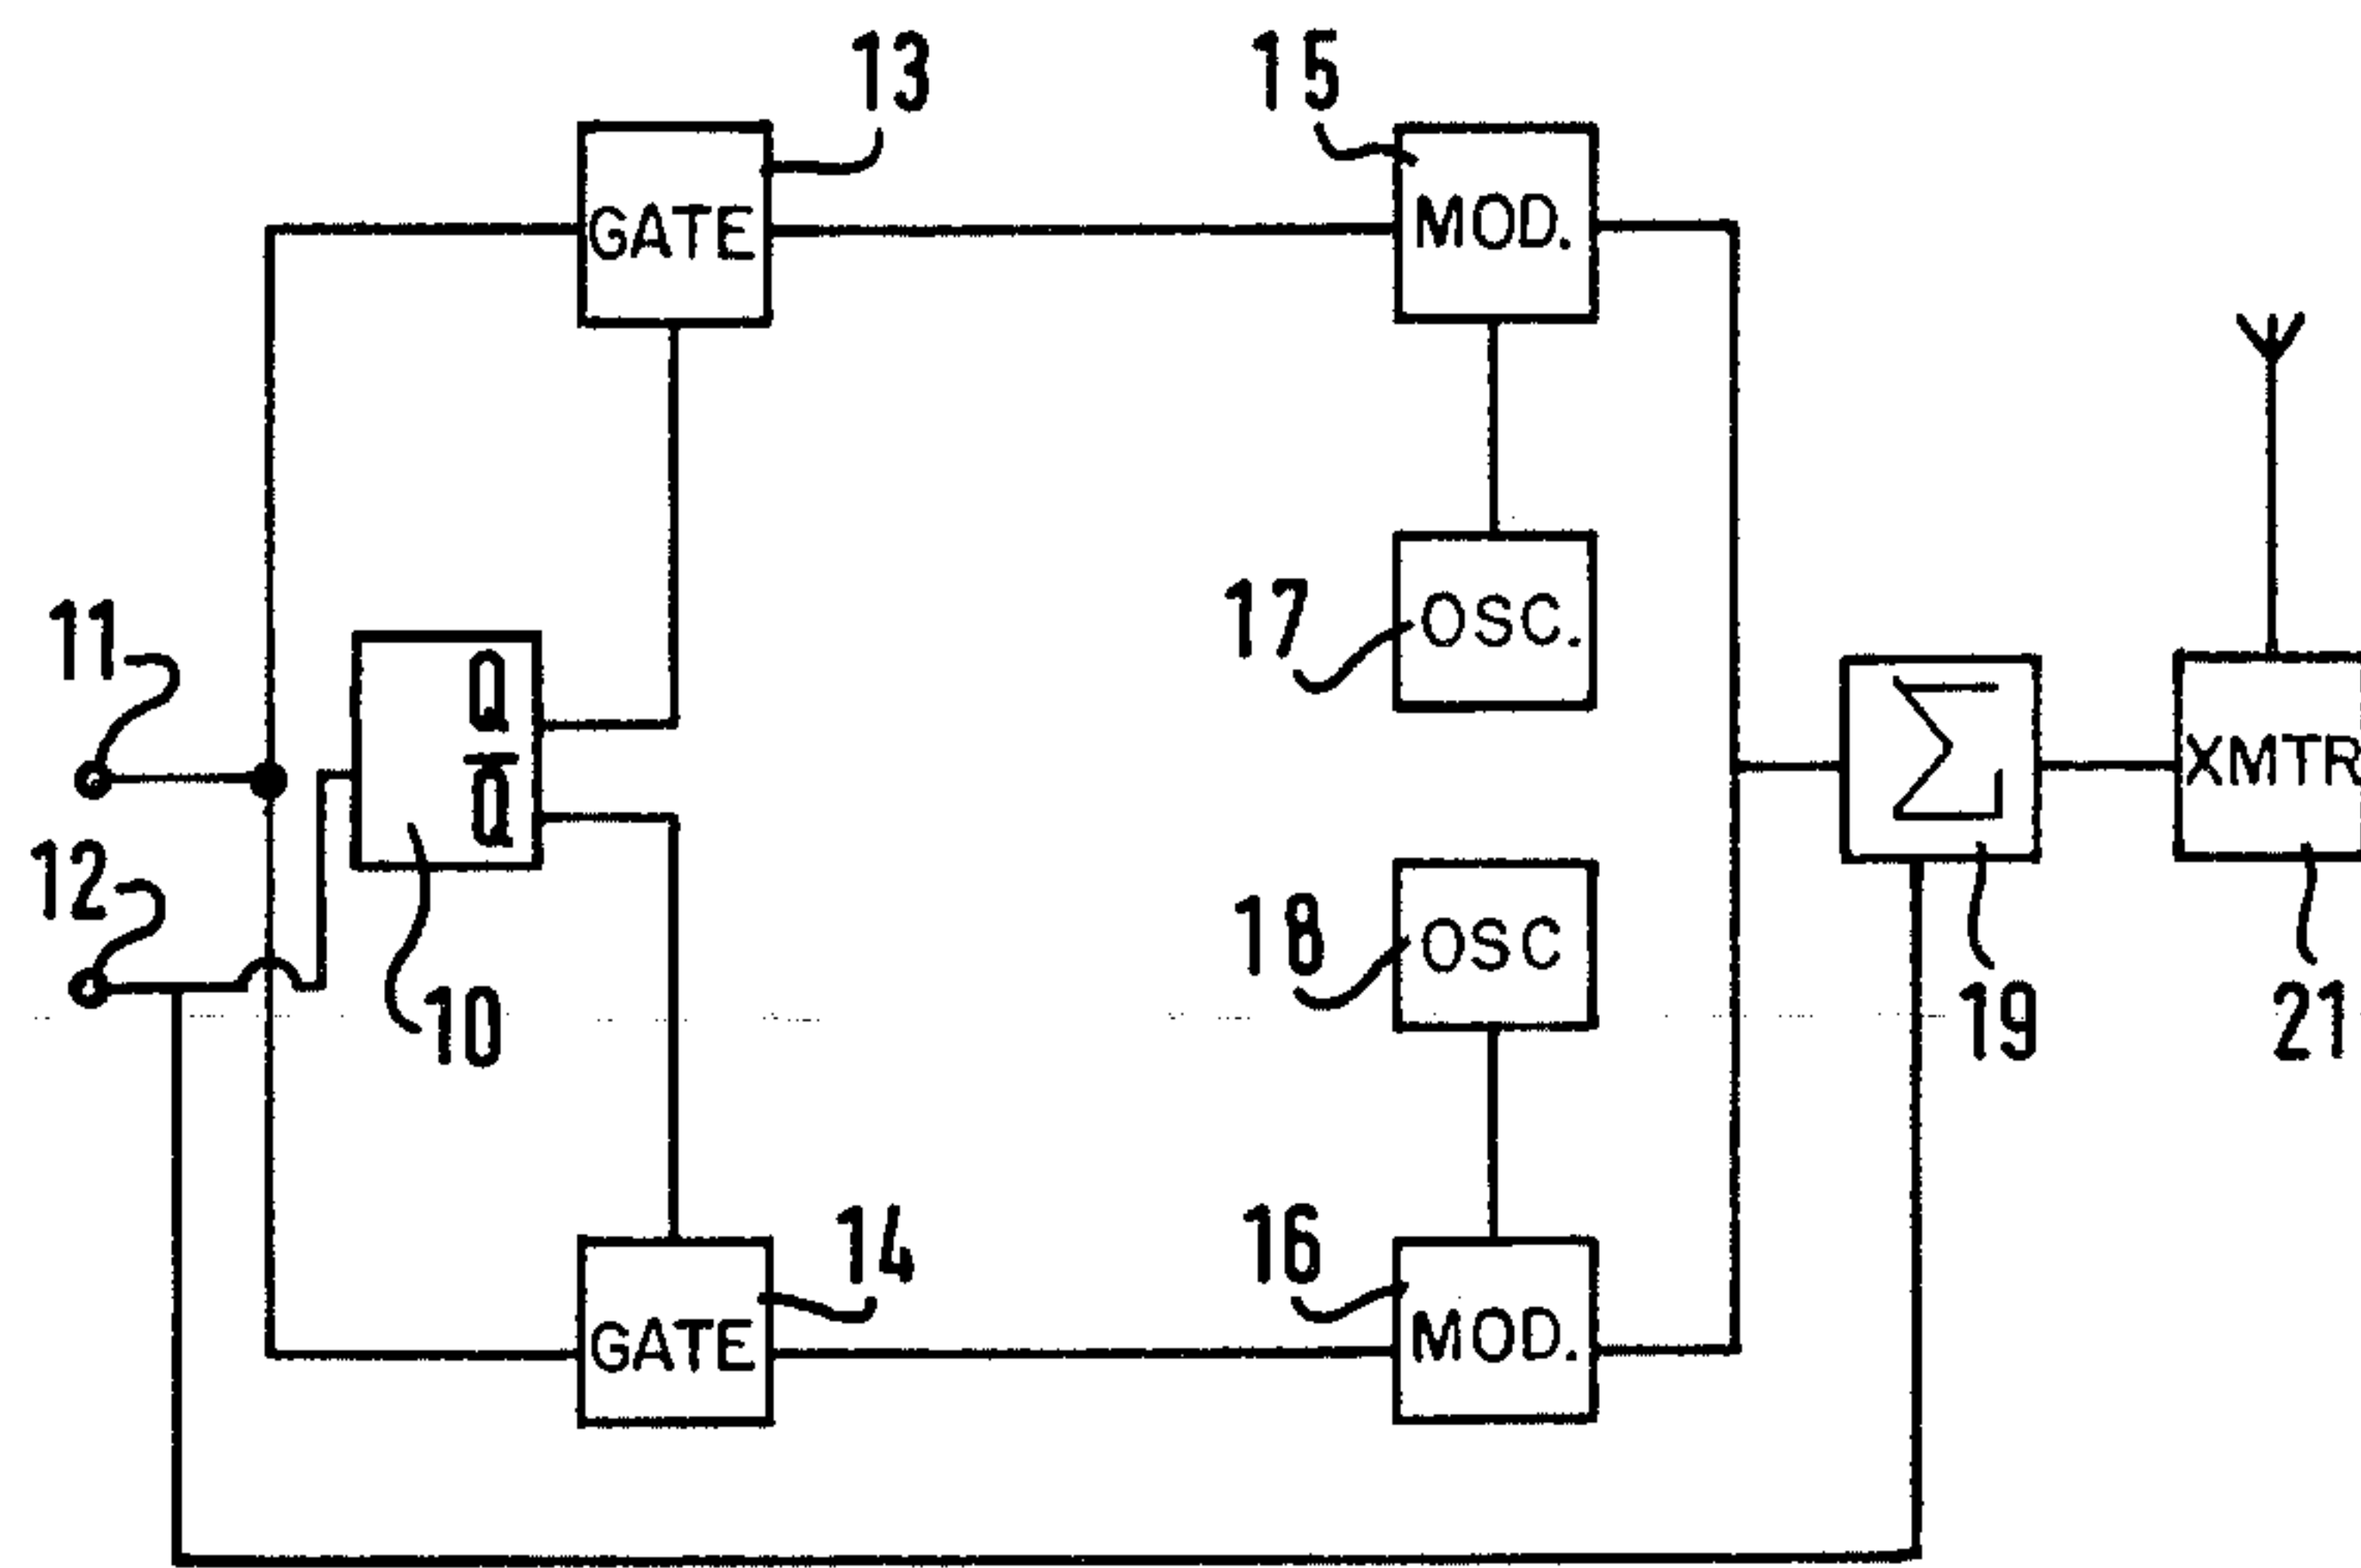 13
15
GATE
MOD.
17
OSC.
11
Q
Q̅
Σ
XMTR
12
18
OSC
10
19
21
14
16
GATE
MOD.